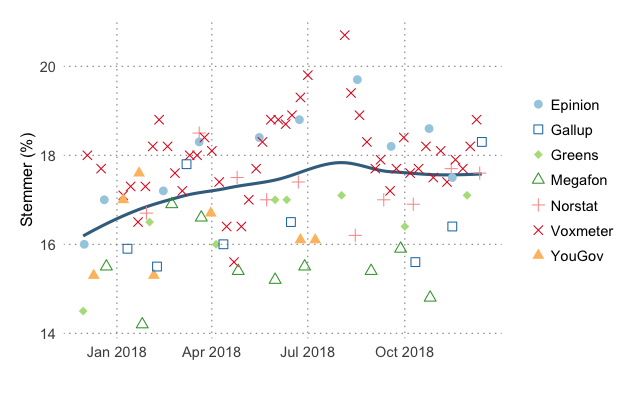 20
18
16
14
Stemmer (%)
Jan 2018
Apr 2018
Jul 2018
Oct 2018
Epinion
Gallup
Greens
Megafon
Norstat
Voxmeter
YouGov